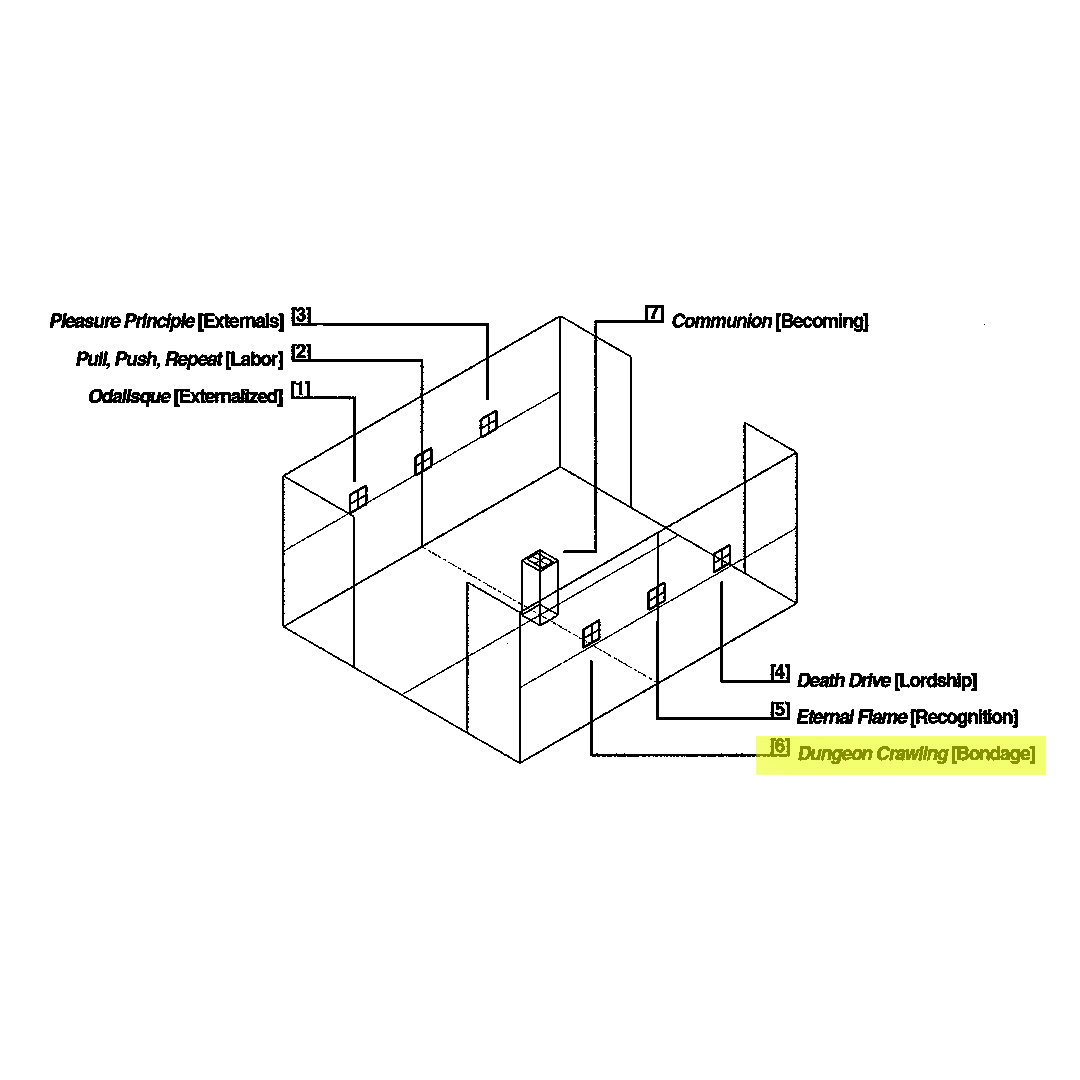 Pleasure Principle [Externals] [3]
Pull, Push, Repeat [Labor] [2]
Odalisque [Externalized] [1]
[7] Communion [Becoming]
[4] Death Drive [Lordship]
[5] Eternal Flame [Recognition]
[6] Dungeon Crawling [Bondage]